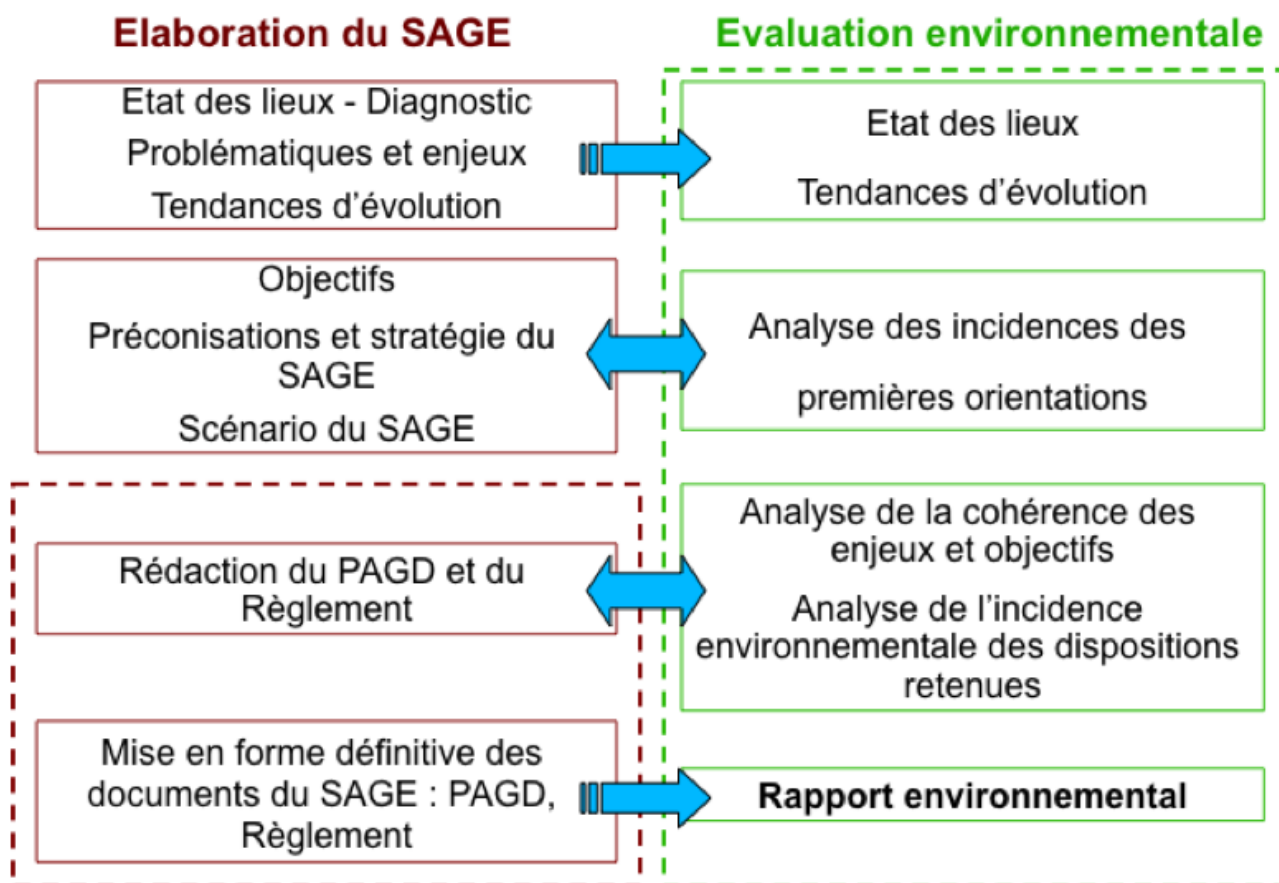 Elaboration du SAGE
Evaluation environnementale
Etat des lieux - Diagnostic
Problématiques et enjeux
Tendances d'évolution
Etat des lieux
Tendances d'évolution
Objectifs
Préconisations et stratégie du
SAGE
Scénario du SAGE
Analyse des incidences des
premières orientations
Rédaction du PAGD et du
Règlement
Analyse de la cohérence des
enjeux et objectifs
Analyse de l'incidence
environnementale des dispositions
retenues
Mise en forme définitive des
documents du SAGE : PAGD,
Règlement
Rapport environnemental